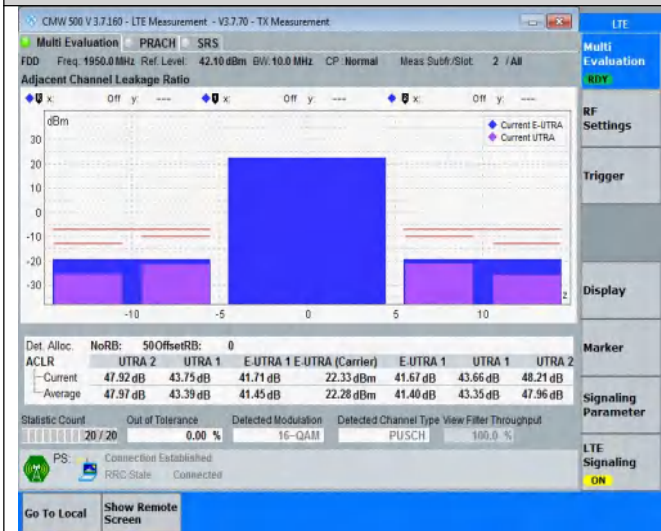 CMW 500 V 3.7.160 - LTE Measurement - V3.7.70 - TX Measurement
LTE
Multi Evaluation PRACH SRS
Multi Evaluation
RDY
FDD Freq: 1950.0 MHz Ref. Level: 42.10 dBm BW: 10.0 MHz CP: Normal Meas Subfr./Slot: 2 / All
Adjacent Channel Leakage Ratio
x: Off y: --- x: Off y: --- x: Off y: ---
dBm
Current E-UTRA
Current UTRA
RF Settings
30
20
10
0
-10
-20
-30
-10 -5 0 5 10
z
Trigger
Display
Det. Alloc. NoRB: 50 OffsetRB: 0
ACLR UTRA 2 UTRA 1 E-UTRA 1 E-UTRA (Carrier) E-UTRA 1 UTRA 1 UTRA 2
Current 47.92 dB 43.75 dB 41.71 dB 22.33 dBm 41.67 dB 43.66 dB 48.21 dB
Average 47.97 dB 43.39 dB 41.45 dB 22.28 dBm 41.40 dB 43.35 dB 47.96 dB
Marker
Signaling Parameter
Statistic Count Out of Tolerance Detected Modulation Detected Channel Type View Filter Throughput
20 / 20 0.00 % 16-QAM PUSCH 100.0 %
PS: Connection Established
RRC State Connected
LTE Signaling
ON
Go To Local
Show Remote Screen